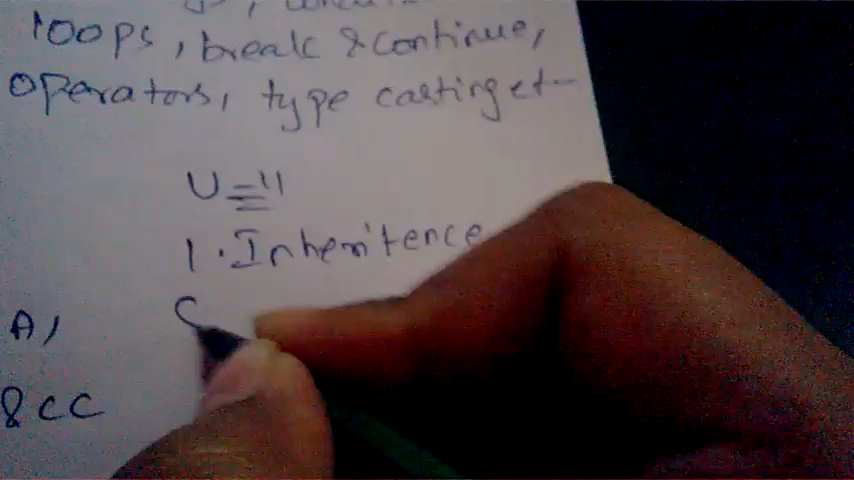 loops, break & continue,
operators, type casting etc
U-II
1. Inheritence
A,
& CC